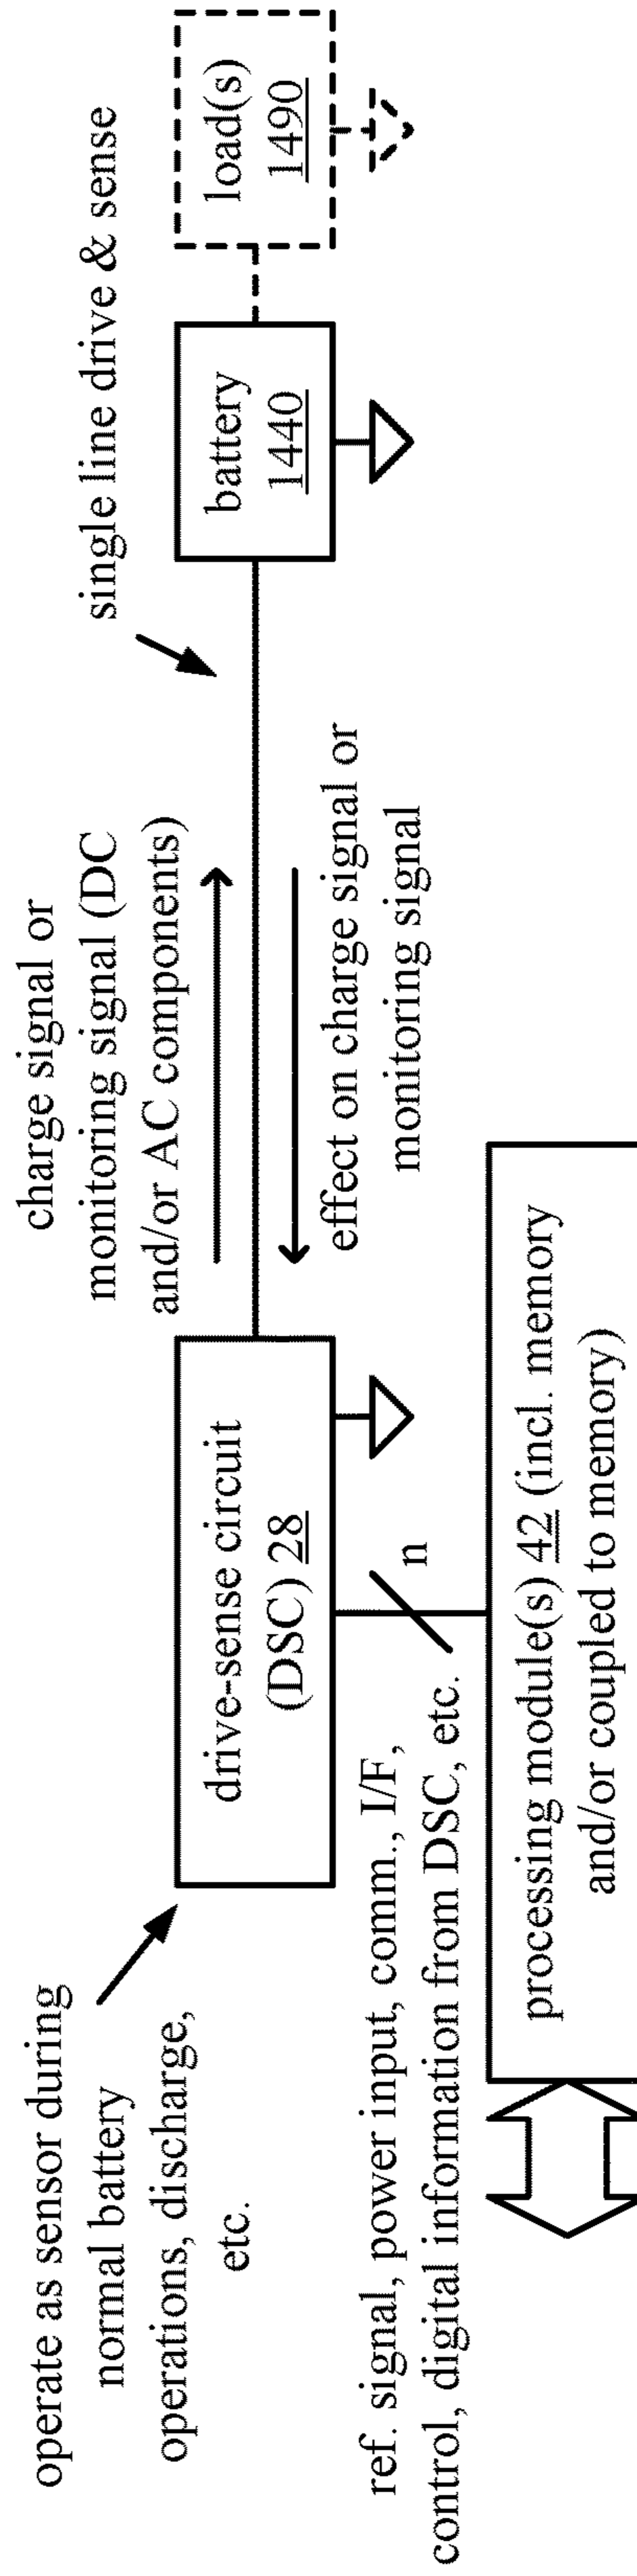 operate as sensor during
normal battery
operations, discharge,
etc.
charge signal or
monitoring signal (DC
and/or AC components)
single line drive & sense
drive-sense circuit
(DSC) 28
battery
1440
load(s)
1490
effect on charge signal or
monitoring signal
n
ref. signal, power input, comm., I/F,
control, digital information from DSC, etc.
processing module(s) 42 (incl. memory
and/or coupled to memory)